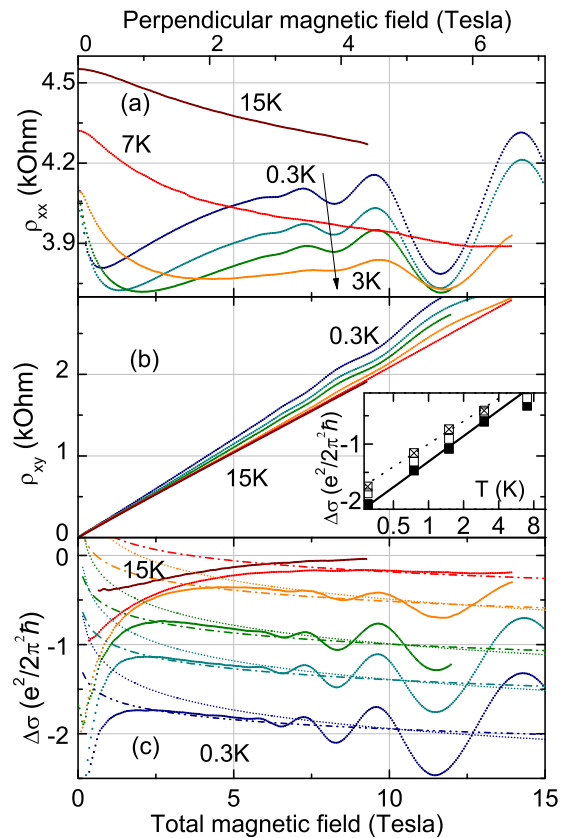 Perpendicular magnetic field (Tesla)
0 2 4 6
4.5
4.2
3.9
ρxx (kOhm)
(a)
15K
7K
0.3K
3K
2
1
0
ρxy (kOhm)
(b)
0.3K
15K
Δσ (e²/2π²ℏ)
-1
-2
T (K)
0.5 1 2 4 8
0
-1
-2
Δσ (e²/2π²ℏ)
15K
(c)
0.3K
0 5 10 15
Total magnetic field (Tesla)